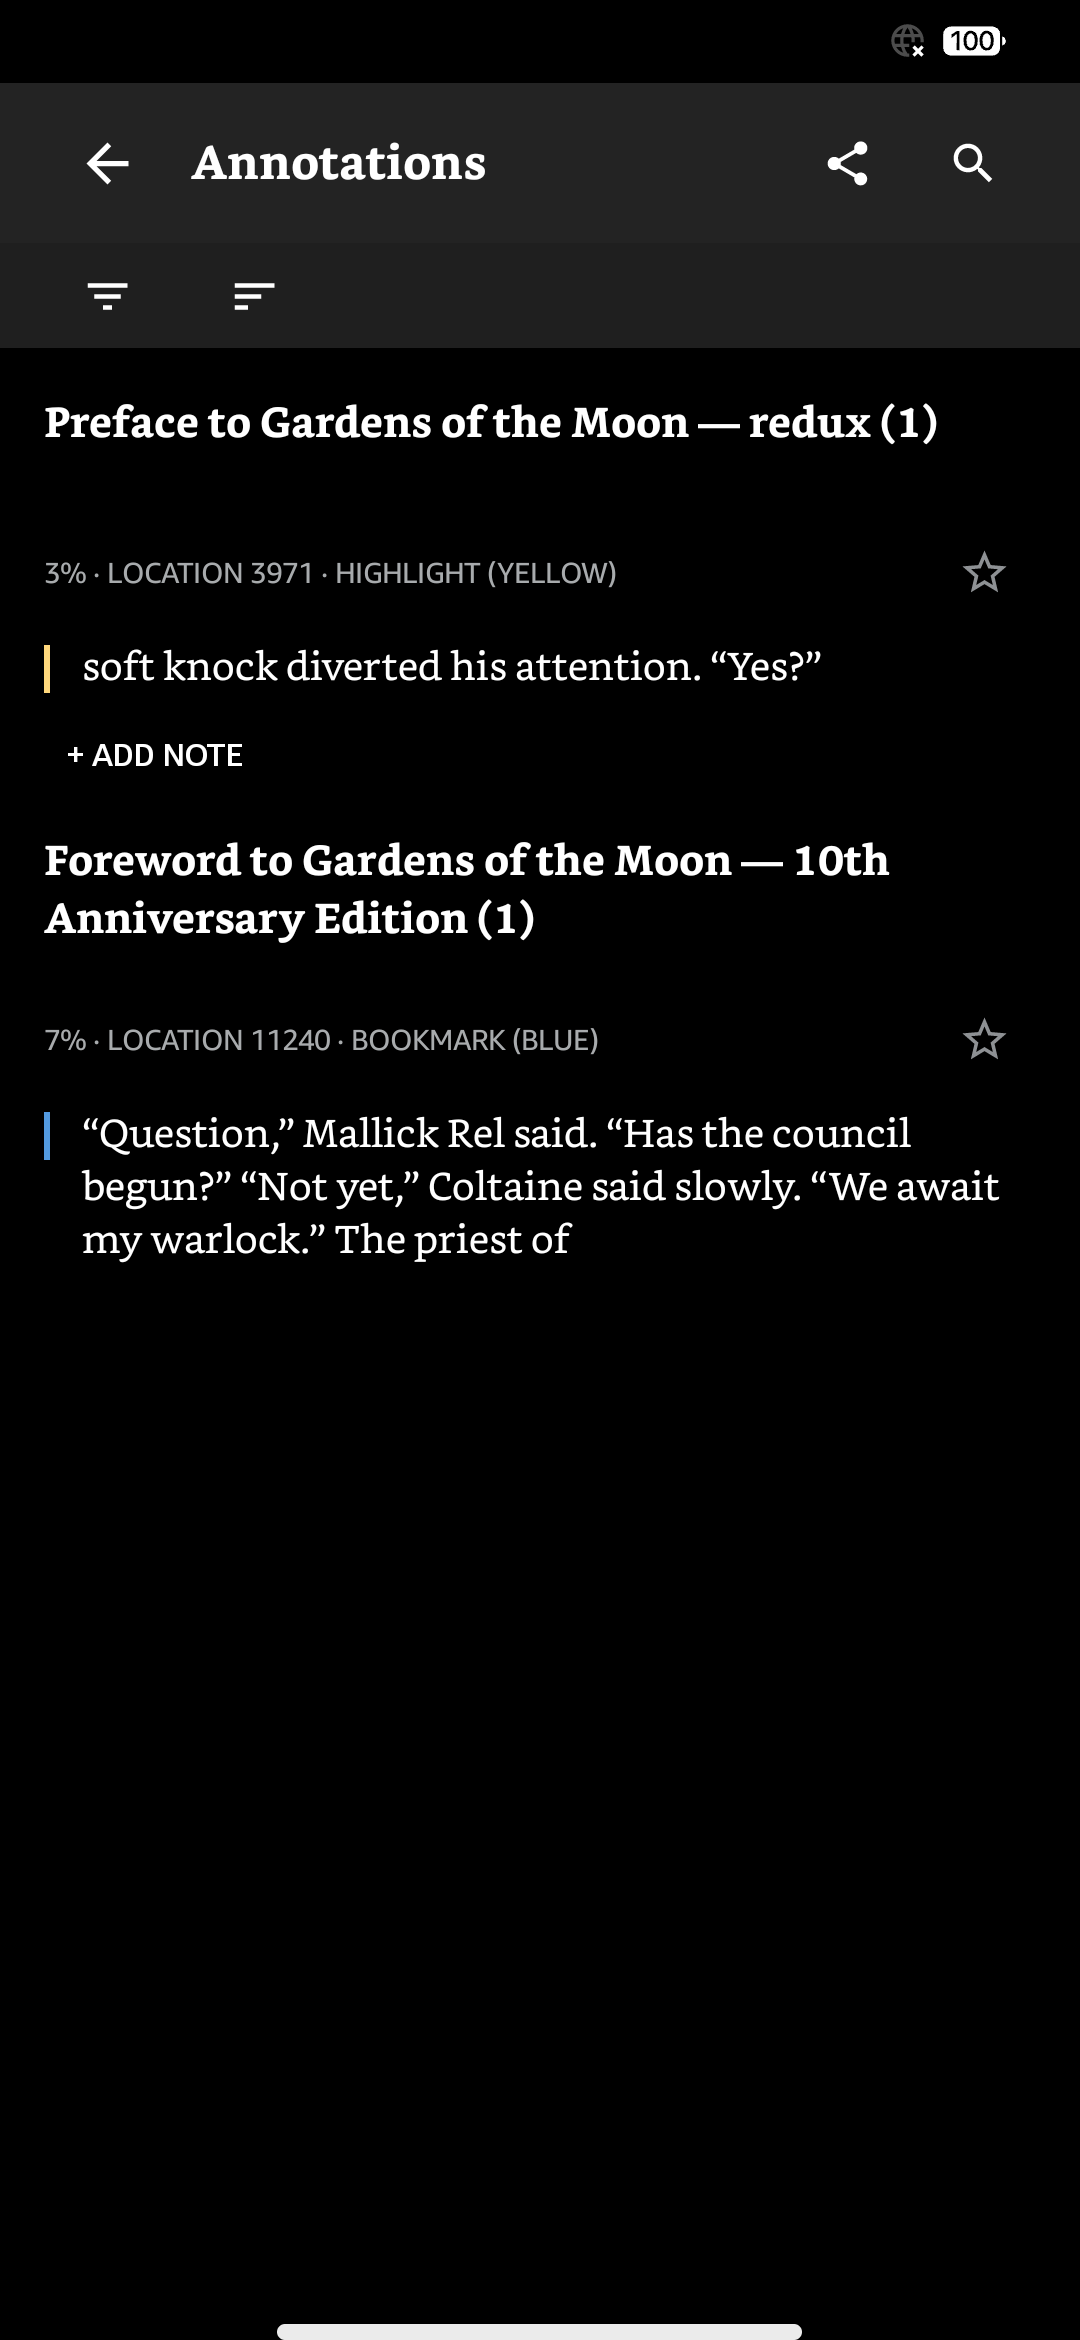 100
Annotations
Preface to Gardens of the Moon — redux (1)
3% · LOCATION 3971 · HIGHLIGHT (YELLOW)
soft knock diverted his attention. “Yes?”
+ ADD NOTE
Foreword to Gardens of the Moon — 10th
Anniversary Edition (1)
7% · LOCATION 11240 · BOOKMARK (BLUE)
“Question,” Mallick Rel said. “Has the council
begun?” “Not yet,” Coltaine said slowly. “We await
my warlock.” The priest of